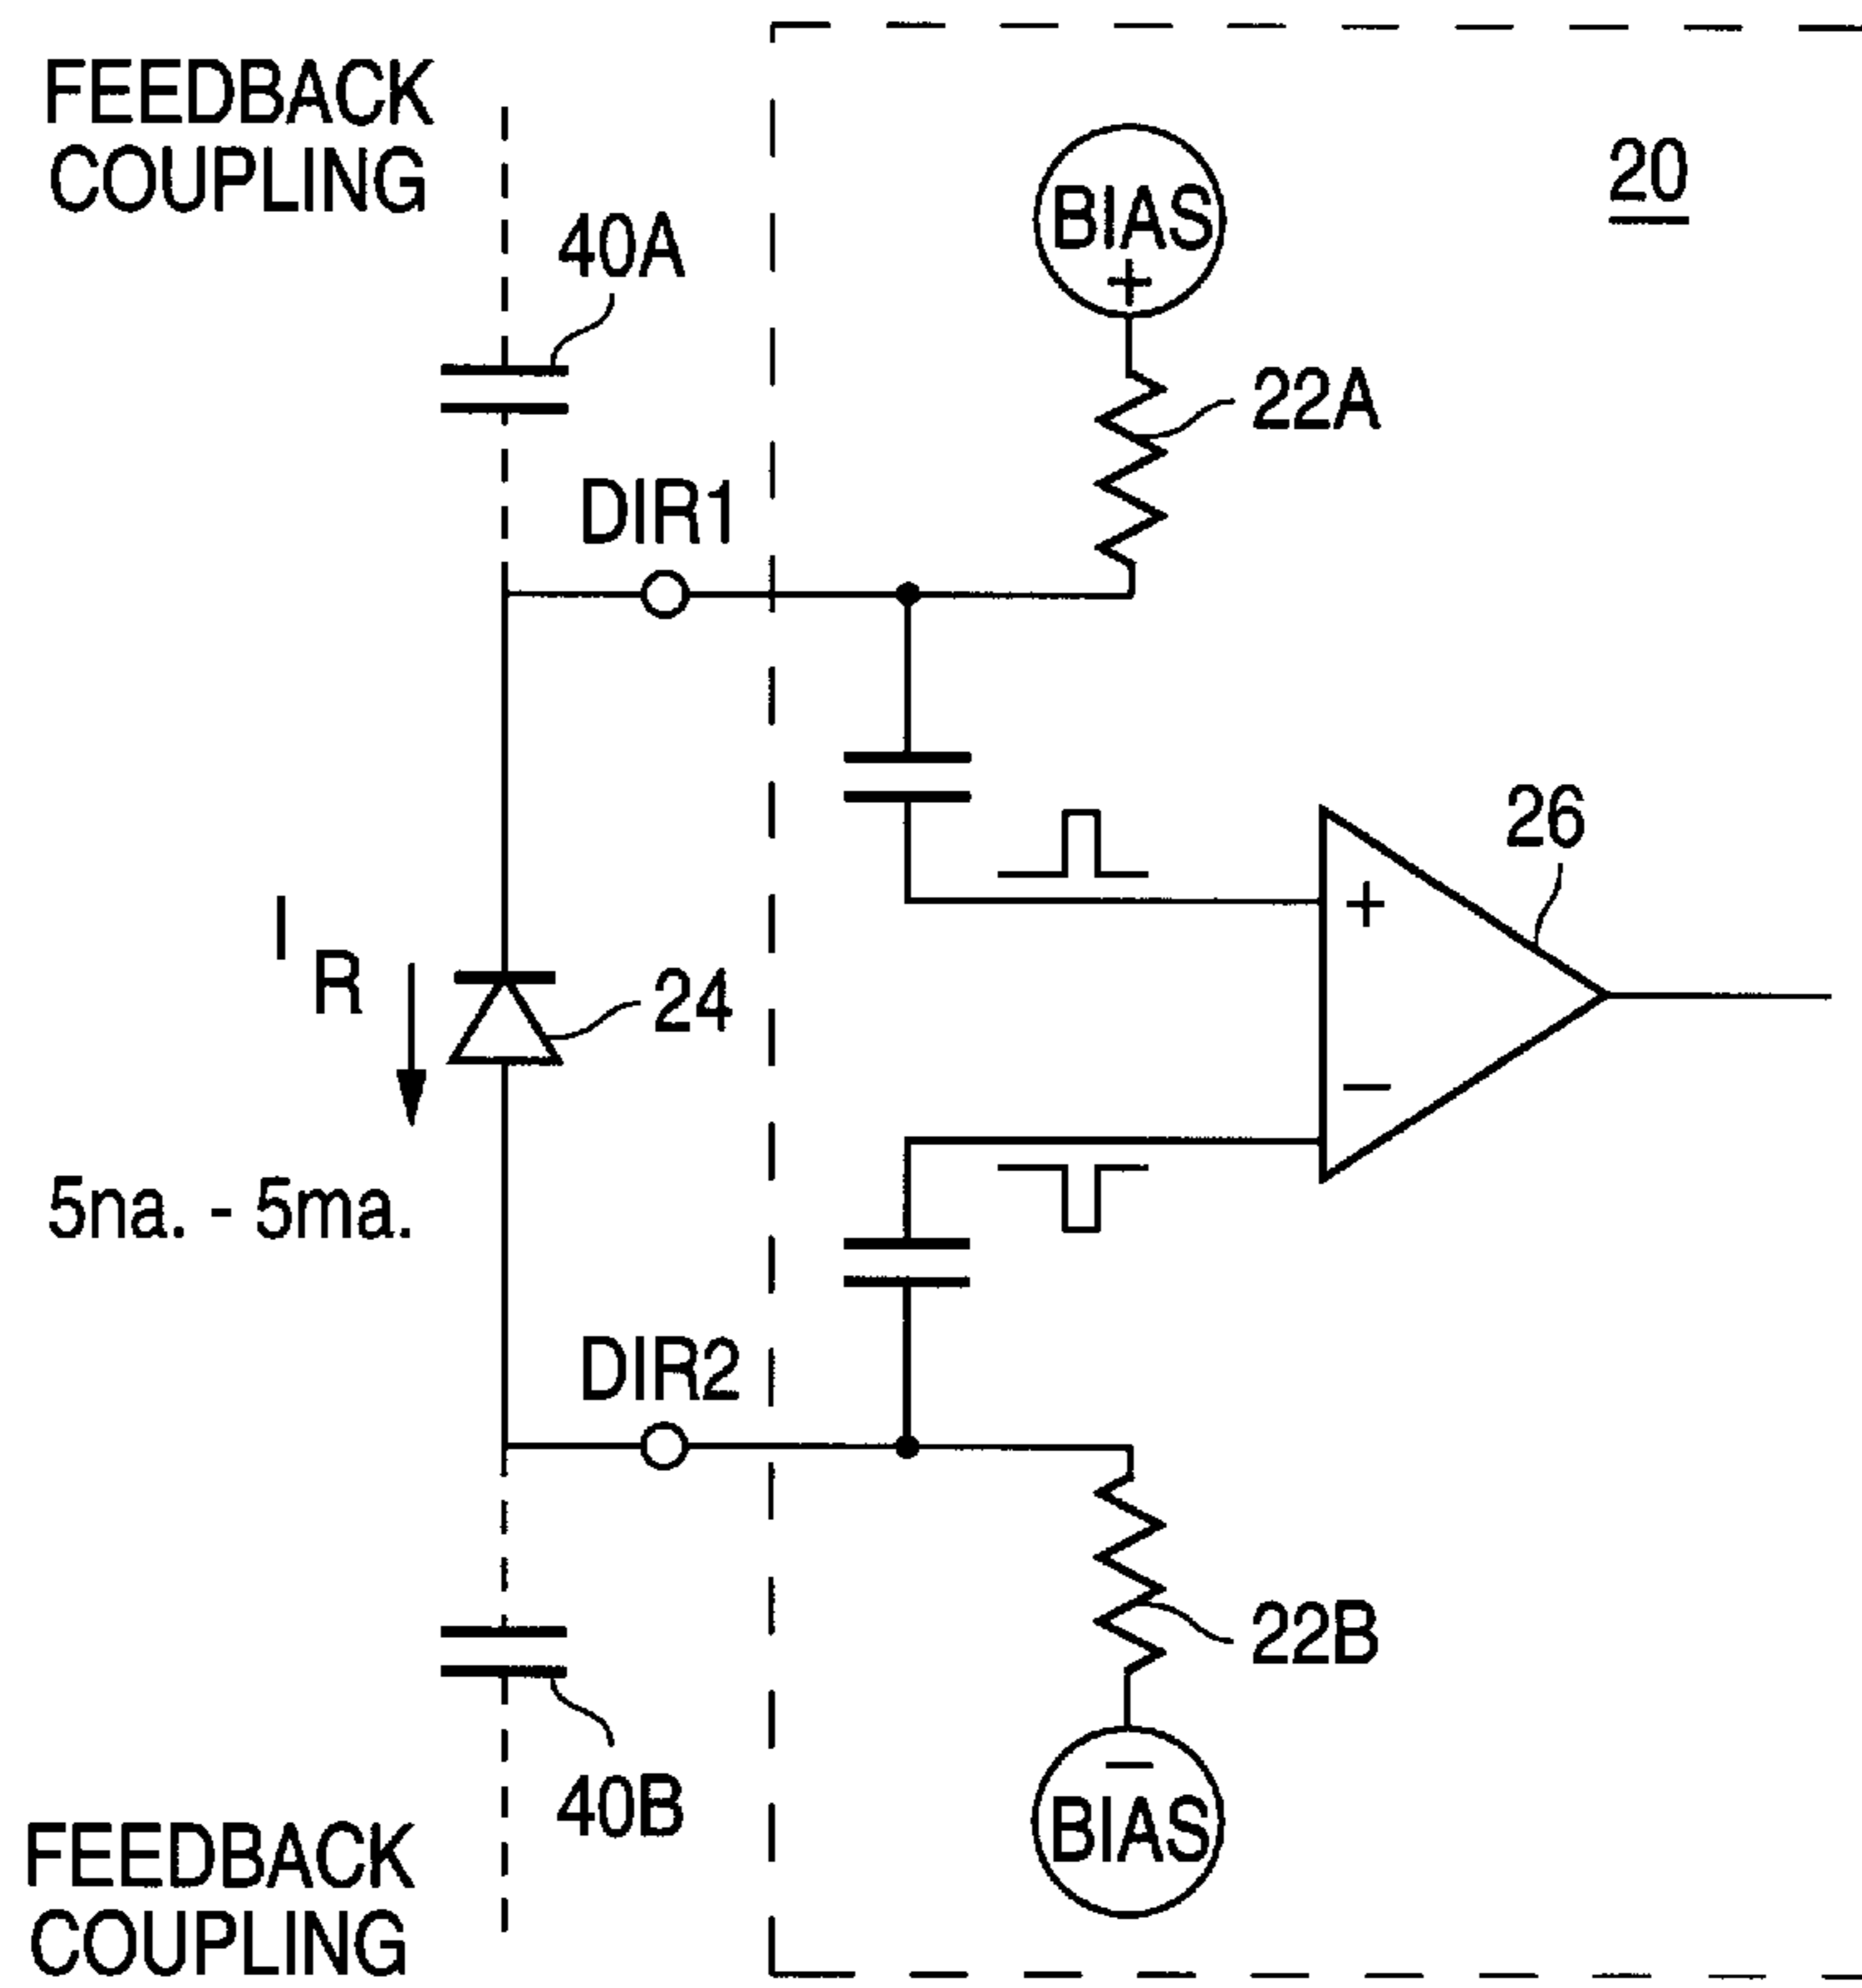 FEEDBACK
COUPLING
40A
BIAS
+
20
22A
DIR1
26
+
I R
24
−
5na. - 5ma.
DIR2
22B
40B
−
BIAS
FEEDBACK
COUPLING